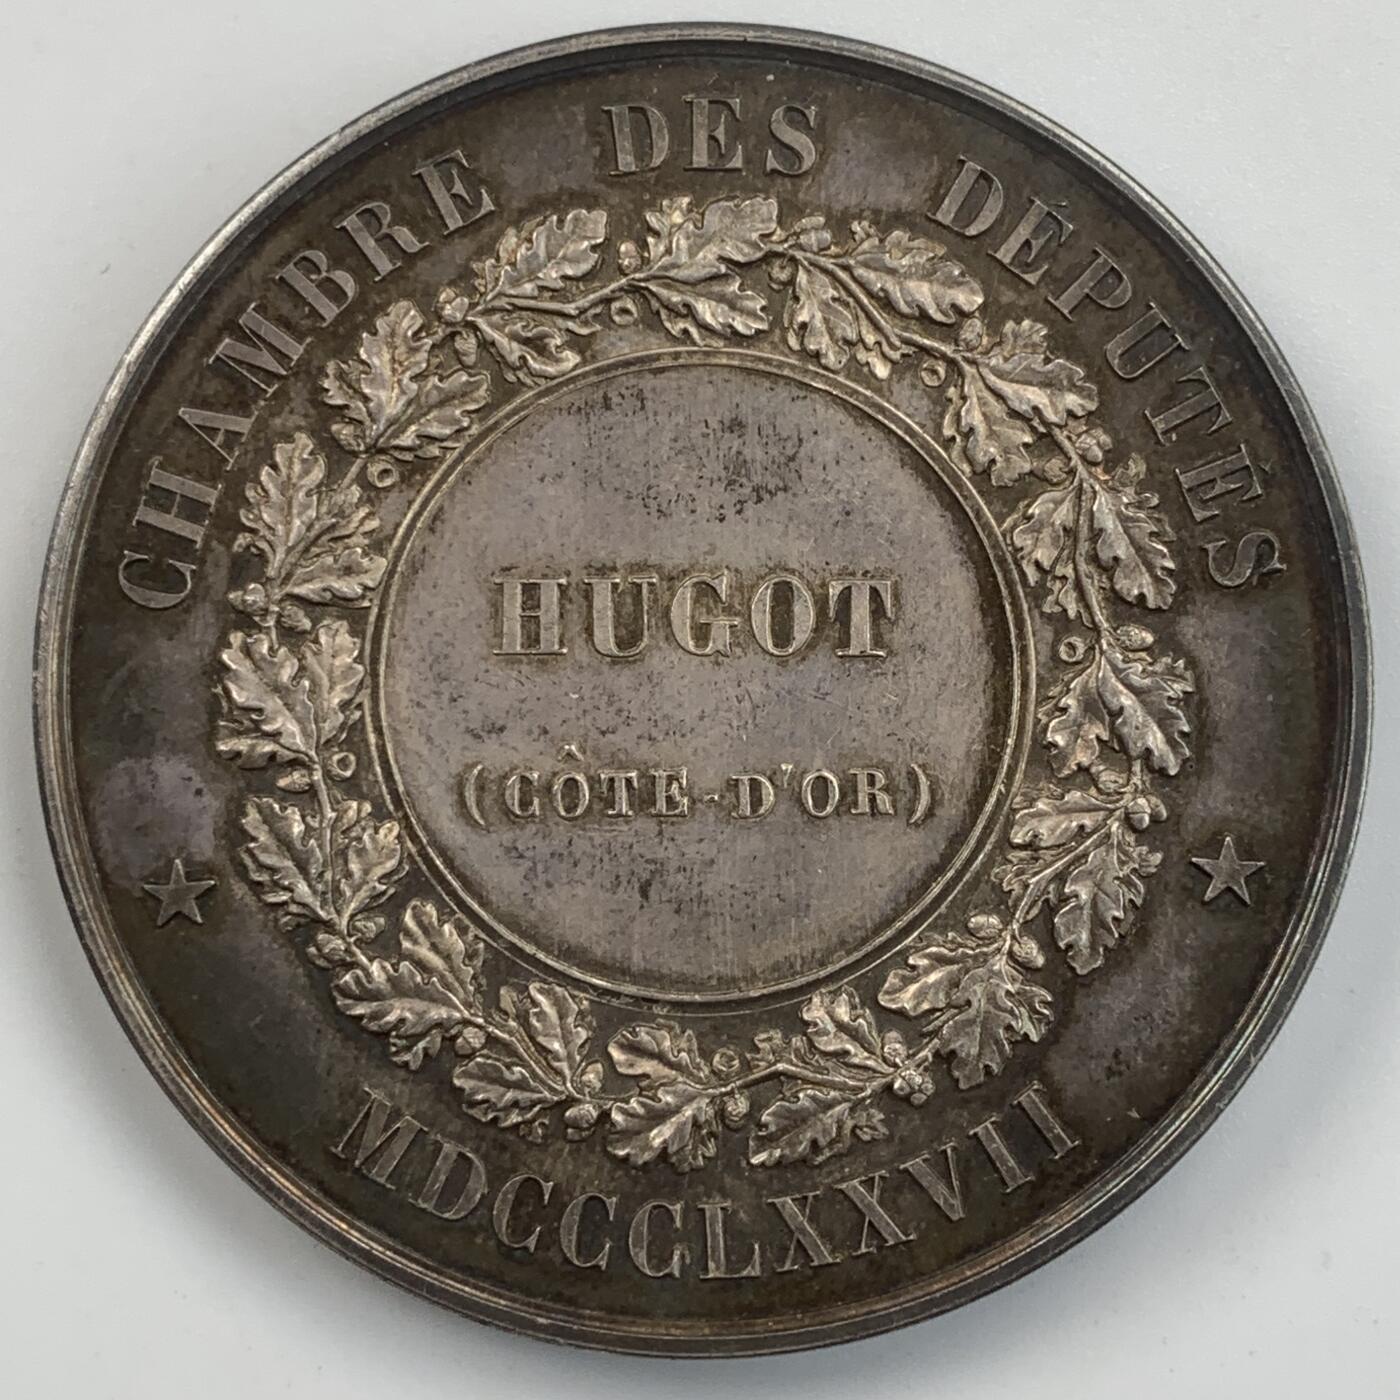 CHAMBRE DES DÉPUTÉS
HUGOT
(CÔTE-D'OR)
MDCCCLXXVII